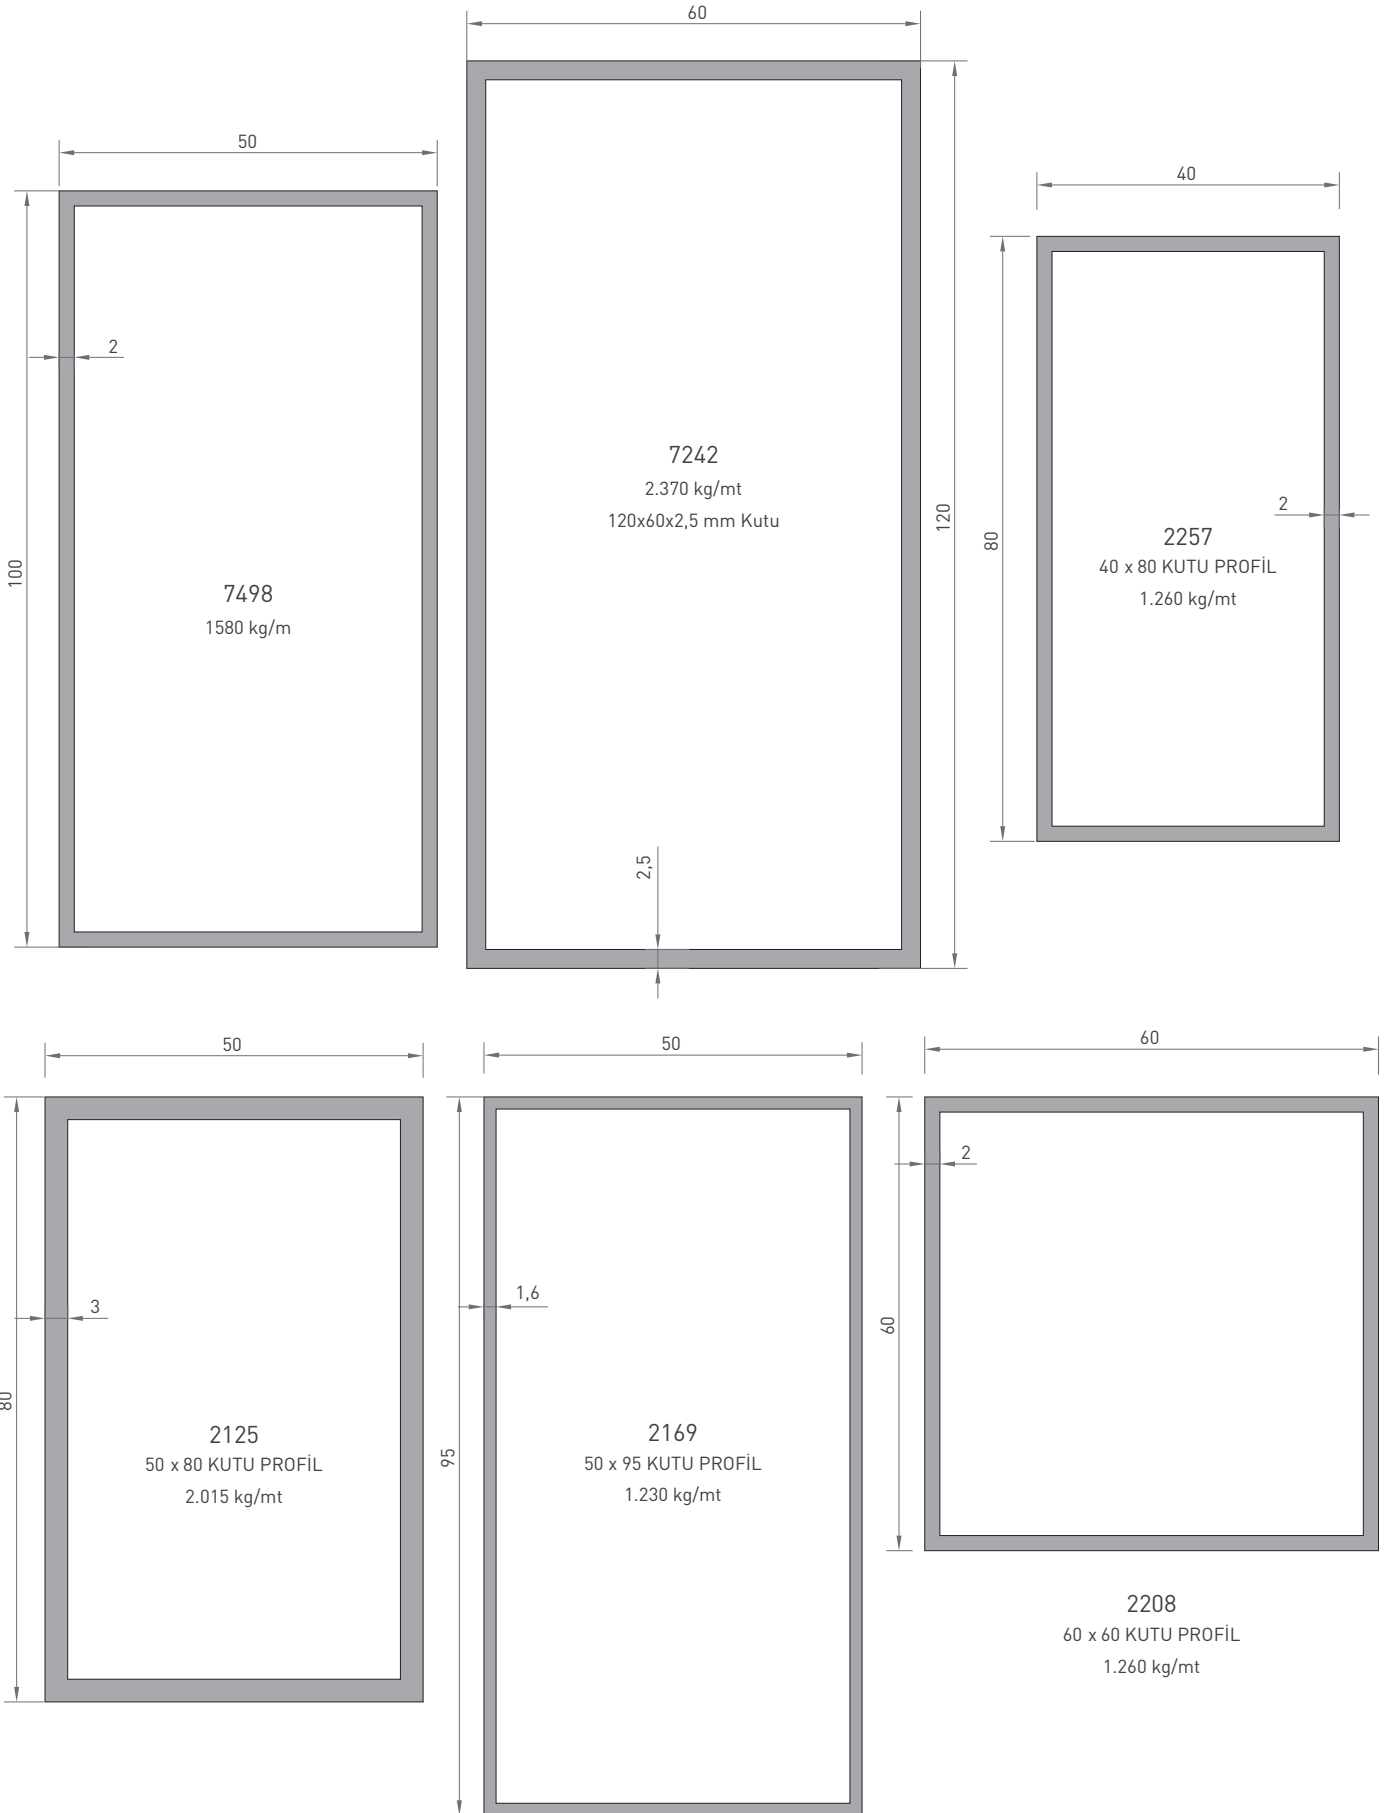 60
50
40
2
100
7498
1580 kg/m
7242
2.370 kg/mt
120x60x2,5 mm Kutu
120
2,5
80
2
2257
40 x 80 KUTU PROFİL
1.260 kg/mt
50
50
60
80
3
2125
50 x 80 KUTU PROFİL
2.015 kg/mt
95
1,6
2169
50 x 95 KUTU PROFİL
1.230 kg/mt
60
2
2208
60 x 60 KUTU PROFİL
1.260 kg/mt